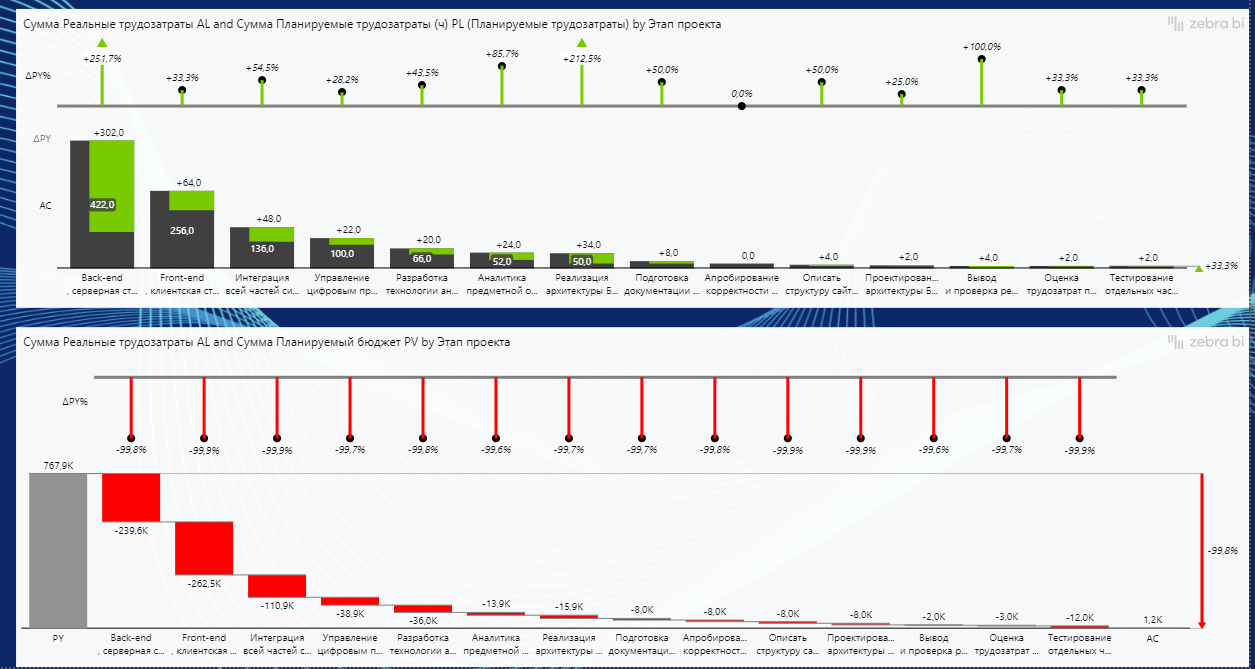 Сумма Реальные трудозатраты AL and Сумма Планируемые трудозатраты (ч) PL (Планируемые трудозатраты) by Этап проекта
zebra bi
ΔPY%
+251,7% +33,3% +54,5% +28,2% +43,5% +85,7% +212,5% +50,0% 0,0% +50,0% +25,0% +100,0% +33,3% +33,3%
ΔPY
+302,0 +64,0 +48,0 +22,0 +20,0 +24,0 +34,0 +8,0 0,0 +4,0 +2,0 +4,0 +2,0 +2,0
AC
422,0 256,0 136,0 100,0 66,0 52,0 50,0
+33,3%
Back-end Front-end Интеграция Управление Разработка Аналитика Реализация Подготовка Апробирование Описать Проектирован... Вывод Оценка Тестирование
, серверная ст... , клиентская ст... всей частей си... цифровым пр... технологии ан... предметной о... архитектуры Б... документации ... корректности ... структуру сайт... архитектуры Б... и проверка ре... трудозатрат п... отдельных час...
Сумма Реальные трудозатраты AL and Сумма Планируемый бюджет PV by Этап проекта
zebra bi
ΔPY%
-99,8% -99,9% -99,9% -99,7% -99,8% -99,6% -99,7% -99,7% -99,8% -99,9% -99,9% -99,6% -99,7% -99,9%
767,9K
-239,6K -262,5K -110,9K -38,9K -36,0K -13,9K -15,9K -8,0K -8,0K -8,0K -8,0K -2,0K -3,0K -12,0K 1,2K
-99,8%
PY Back-end Front-end Интеграция Управление Разработка Аналитика Реализация Подготовка Апробирова... Описать Проектирова... Вывод Оценка Тестирование AC
, серверная с... , клиентская ... всей частей с... цифровым п... технологии а... предметной ... архитектуры ... документаци... корректност... структуру са... архитектуры ... и проверка р... трудозатрат ... отдельных ч...